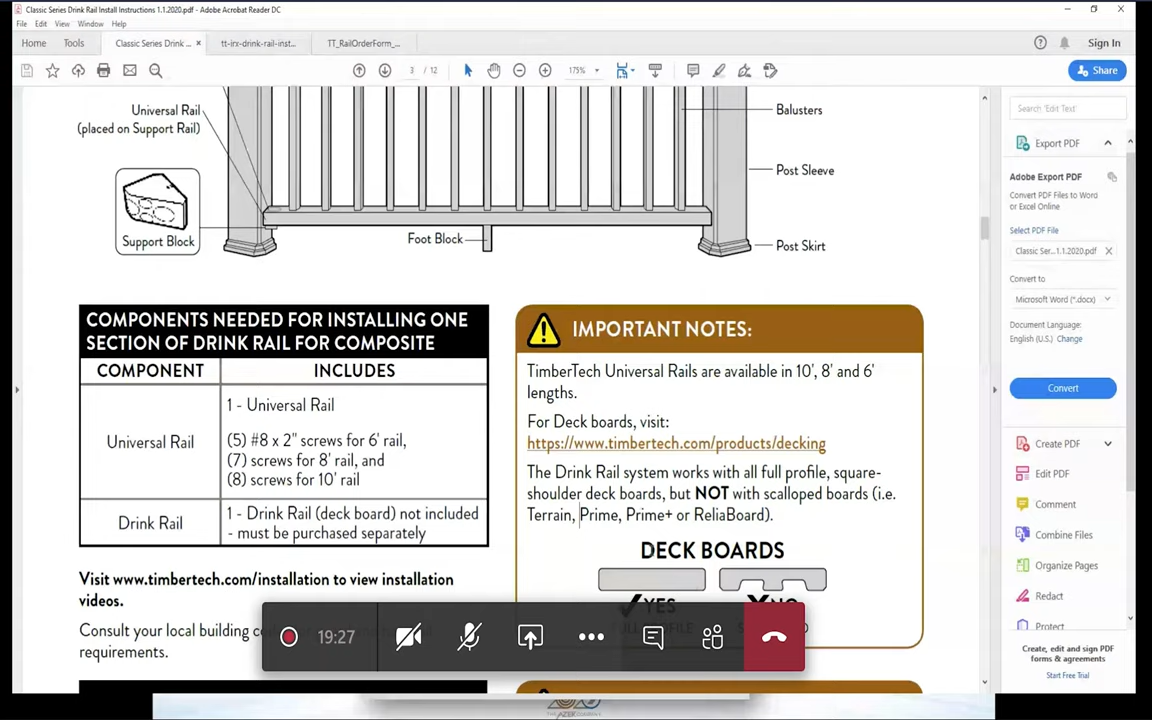 Classic Series Drink Rail Install Instructions 1.1.2020.pdf - Adobe Acrobat Reader DC
File Edit View Window Help
Home Tools Classic Series Drink ... × tt-irx-drink-rail-inst... TT_RailOrderForm_... Sign In
3 / 12 175% Share
Universal Rail
(placed on Support Rail)
Balusters
Post Sleeve
Support Block
Foot Block
Post Skirt
COMPONENTS NEEDED FOR INSTALLING ONE
SECTION OF DRINK RAIL FOR COMPOSITE
COMPONENT INCLUDES
Universal Rail
1 - Universal Rail
(5) #8 x 2" screws for 6' rail,
(7) screws for 8' rail, and
(8) screws for 10' rail
Drink Rail
1 - Drink Rail (deck board) not included
- must be purchased separately
Visit www.timbertech.com/installation to view installation
videos.
Consult your local building
requirements.
IMPORTANT NOTES:
TimberTech Universal Rails are available in 10', 8' and 6'
lengths.
For Deck boards, visit:
https://www.timbertech.com/products/decking
The Drink Rail system works with all full profile, square-
shoulder deck boards, but NOT with scalloped boards (i.e.
Terrain, Prime, Prime+ or ReliaBoard).
DECK BOARDS
YES NO
19:27
Search 'Edit Text'
Export PDF
Adobe Export PDF
Convert PDF Files to Word
or Excel Online
Select PDF File
Classic Ser...1.1.2020.pdf ×
Convert to
Microsoft Word (*.docx)
Document Language:
English (U.S.) Change
Convert
Create PDF
Edit PDF
Comment
Combine Files
Organize Pages
Redact
Protect
Create, edit and sign PDF
forms & agreements
Start Free Trial